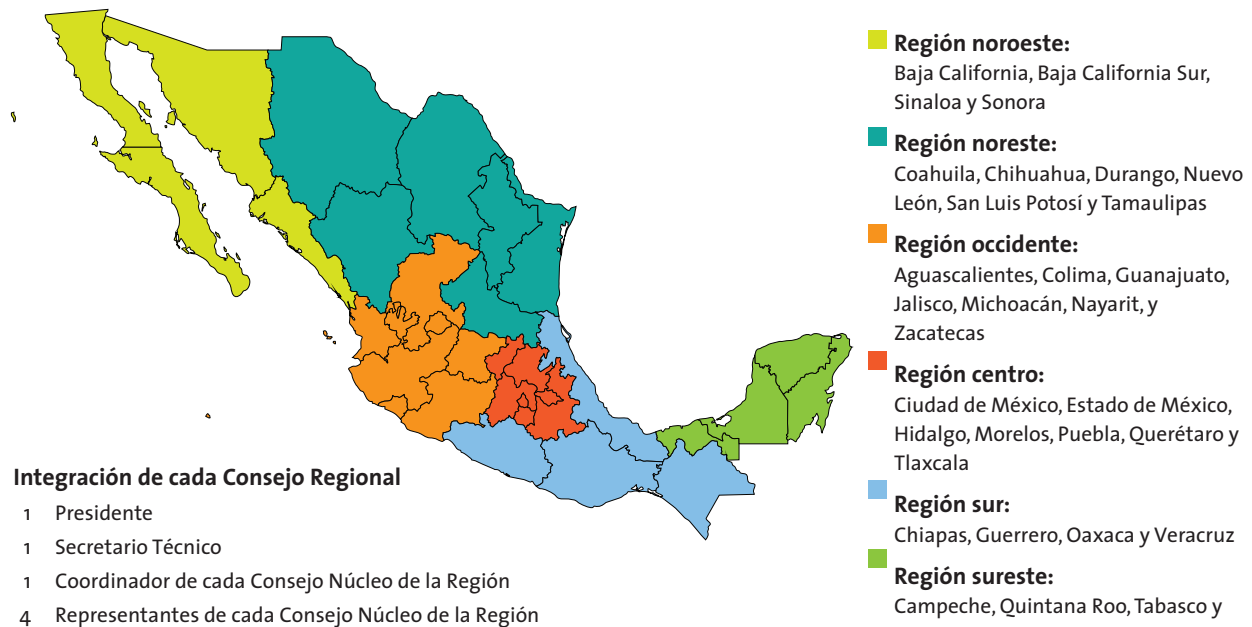 Región noroeste:
Baja California, Baja California Sur,
Sinaloa y Sonora
Región noreste:
Coahuila, Chihuahua, Durango, Nuevo
León, San Luis Potosí y Tamaulipas
Región occidente:
Aguascalientes, Colima, Guanajuato,
Jalisco, Michoacán, Nayarit, y
Zacatecas
Región centro:
Ciudad de México, Estado de México,
Hidalgo, Morelos, Puebla, Querétaro y
Tlaxcala
Región sur:
Chiapas, Guerrero, Oaxaca y Veracruz
Región sureste:
Campeche, Quintana Roo, Tabasco y
Integración de cada Consejo Regional
1 Presidente
1 Secretario Técnico
1 Coordinador de cada Consejo Núcleo de la Región
4 Representantes de cada Consejo Núcleo de la Región